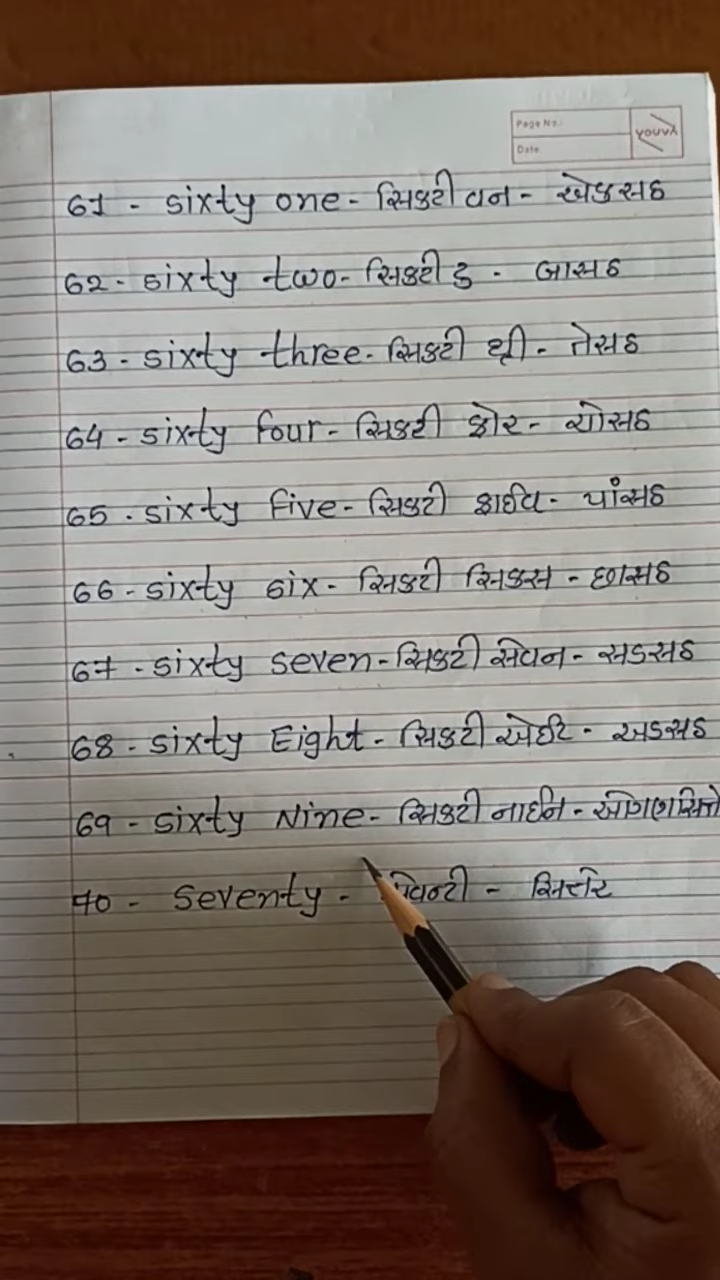 Page No.:
Date
YOUVA
61 - sixty one - સિક્ટી વન - એકસઠ
62 - sixty two - સિક્ટી ટુ - બાસઠ
63 - sixty three - સિક્ટી થ્રી - તેસઠ
64 - sixty four - સિક્ટી ફોર - ચોસઠ
65 - sixty five - સિક્ટી ફાઈવ - પાંસઠ
66 - sixty six - સિક્ટી સિક્સ - છાસઠ
67 - sixty seven - સિક્ટી સેવન - સડસઠ
68 - sixty Eight - સિક્ટી એઈટ - અડસઠ
69 - sixty Nine - સિક્ટી નાઈન -
70 - Seventy - - સિત્તેર